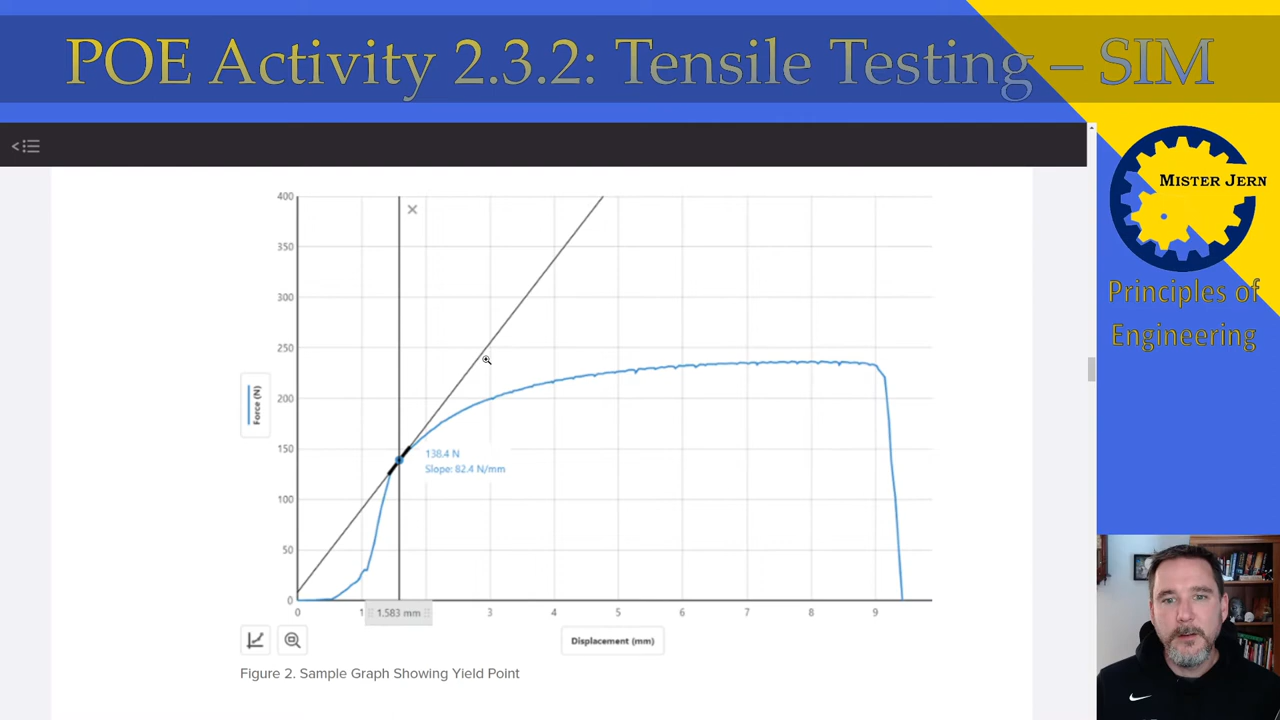 POE Activity 2.3.2: Tensile Testing – SIM
MISTER JERN
Principles of
Engineering
400
350
300
250
200
150
100
50
0
Force (N)
138.4 N
Slope: 82.4 N/mm
0
1
1.583 mm
3
4
5
6
7
8
9
Displacement (mm)
Figure 2. Sample Graph Showing Yield Point